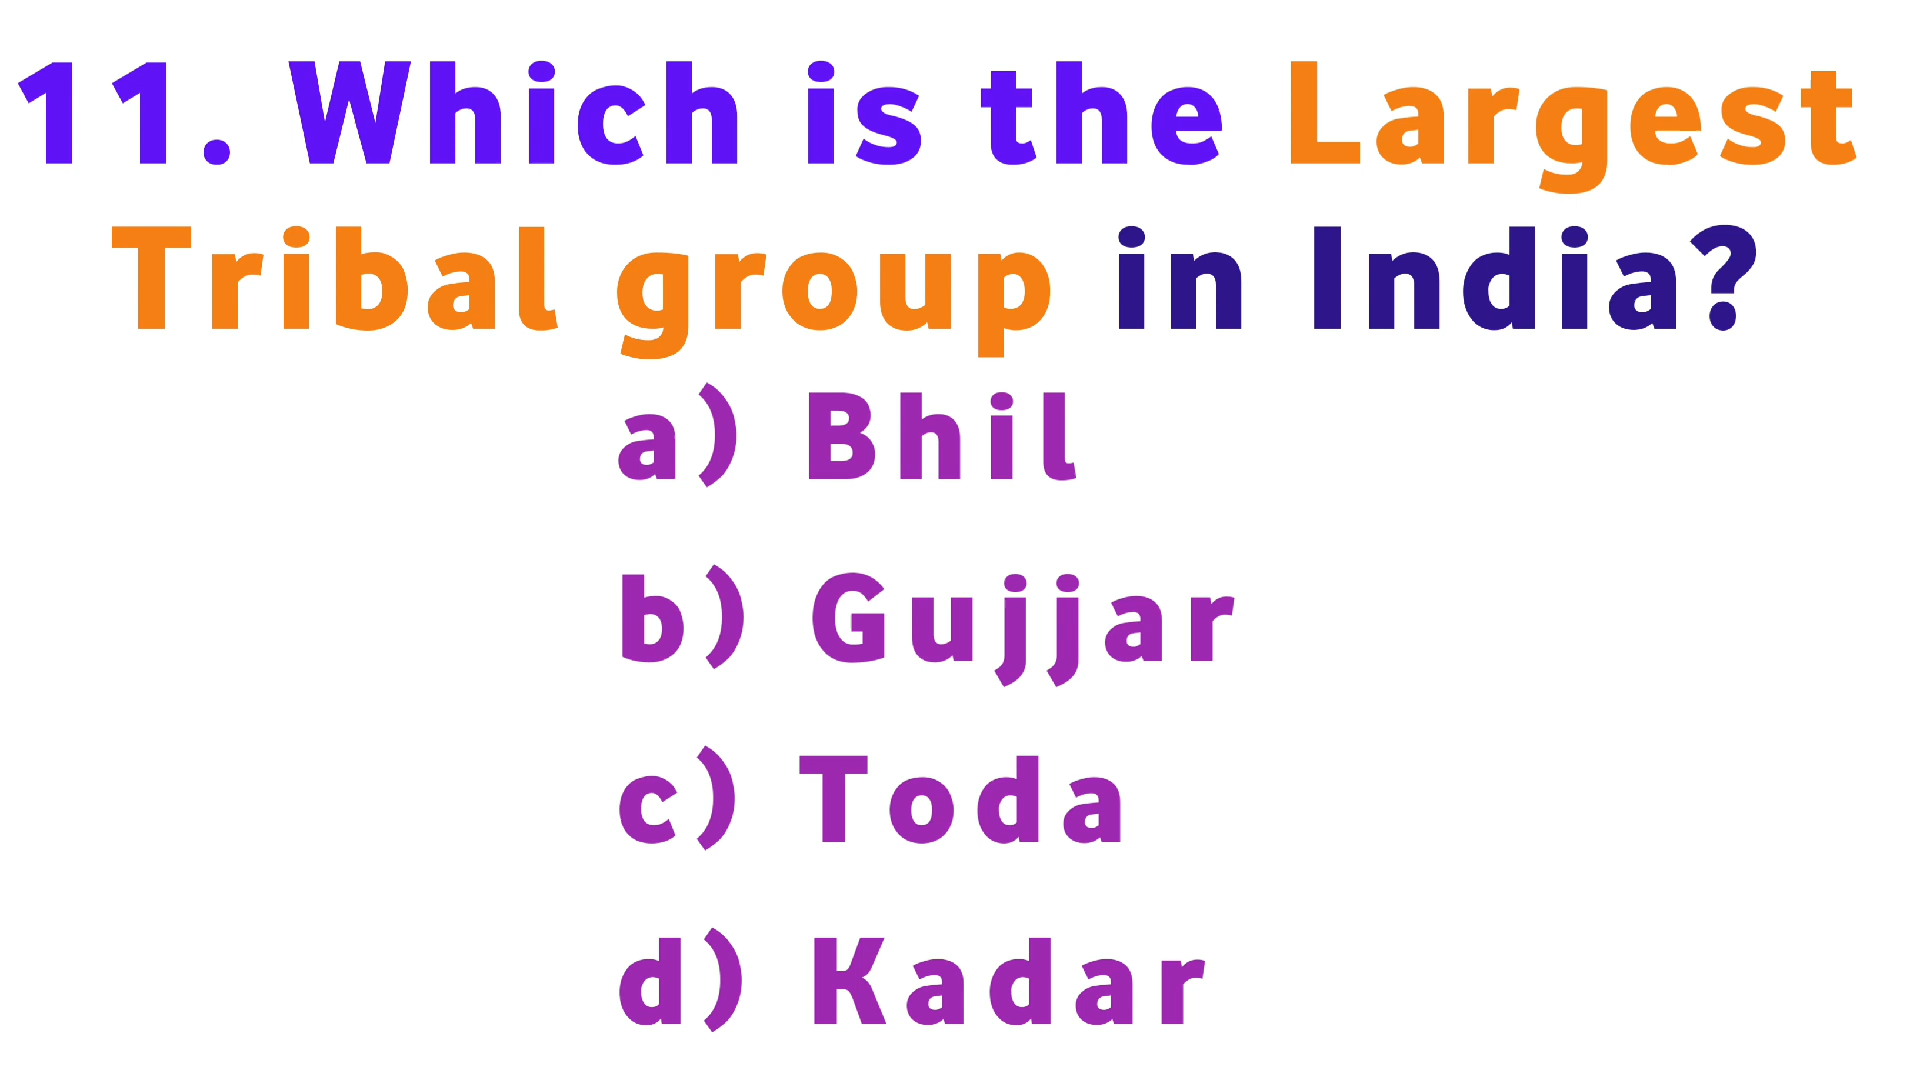 11. Which is the Largest
Tribal group in India?
a) Bhil
b) Gujjar
c) Toda
d) Kadar